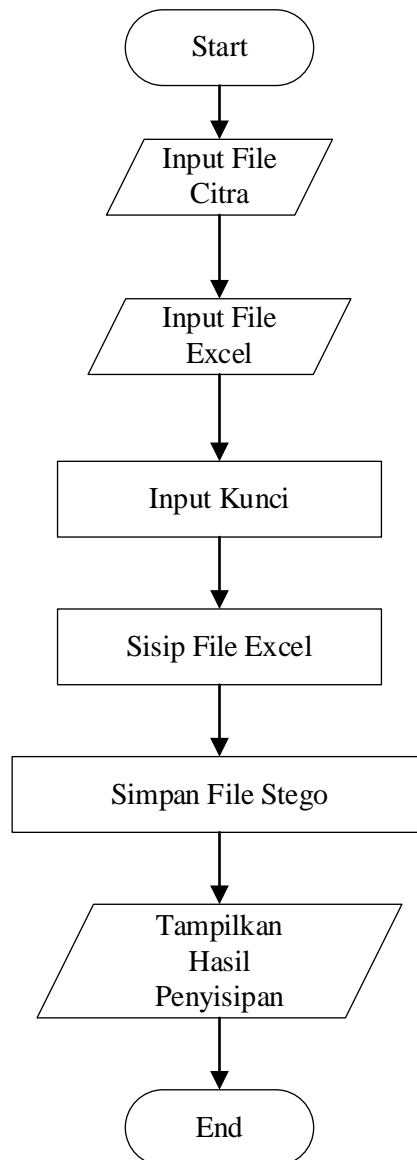 Start
Input File
Citra
Input File
Excel
Input Kunci
Sisip File Excel
Simpan File Stego
Tampilkan
Hasil
Penyisipan
End